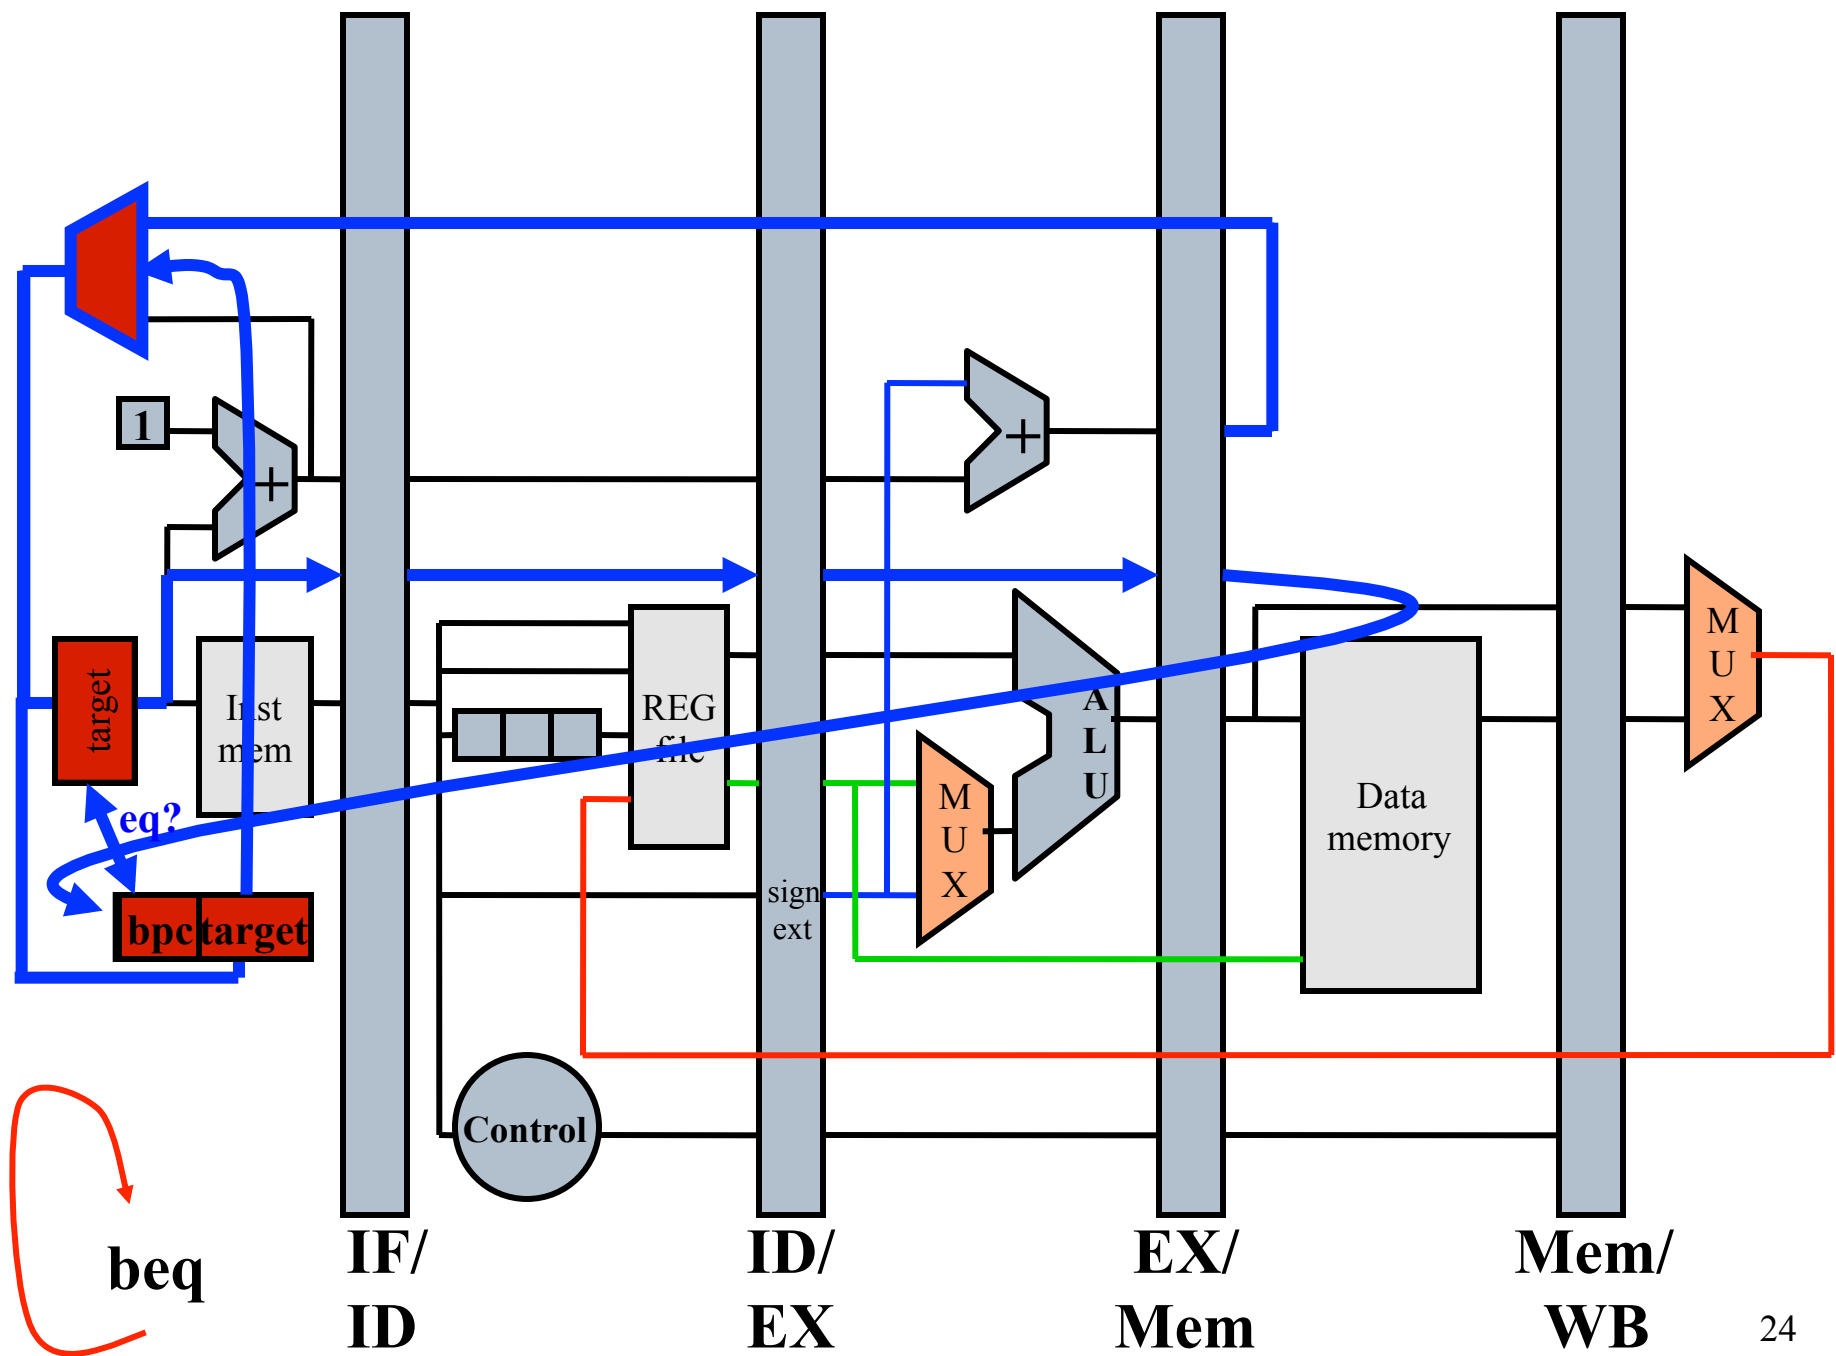 1
+
+
target
Inst
mem
eq?
bpc
target
REG
file
sign
ext
M
U
X
A
L
U
Data
memory
M
U
X
Control
beq
IF/
ID
ID/
EX
EX/
Mem
Mem/
WB
24